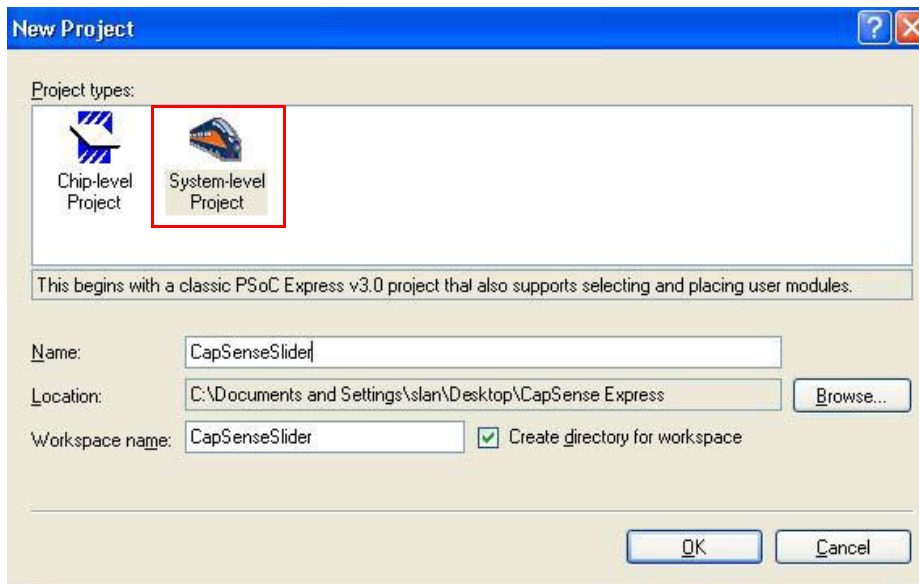 New Project
Project types:
Chip-level
Project
System-level
Project
This begins with a classic PSoC Express v3.0 project that also supports selecting and placing user modules.
Name:
CapSenseSlider
Location:
C:\Documents and Settings\slan\Desktop\CapSense Express
Browse...
Workspace name:
CapSenseSlider
Create directory for workspace
OK
Cancel